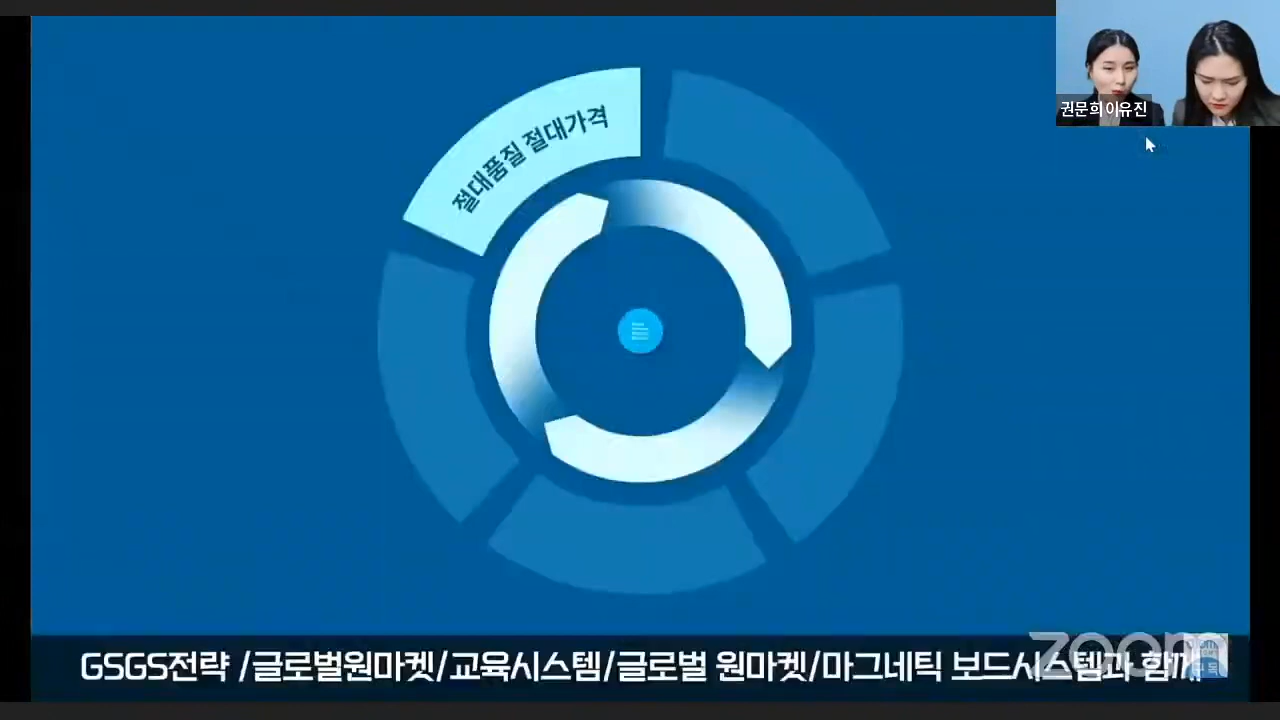 권문희 이유진
절대품질 절대가격
GSGS전략 /글로벌원마켓/교육시스템/글로벌 원마켓/마그네틱 보드시스템과 함께
zoom
구독